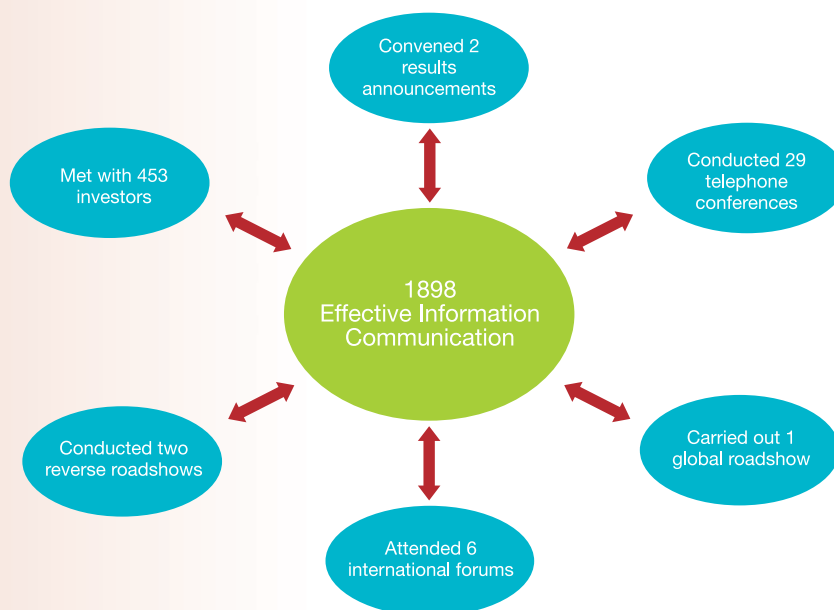 Convened 2
results
announcements
Met with 453
investors
Conducted 29
telephone
conferences
1898
Effective Information
Communication
Conducted two
reverse roadshows
Carried out 1
global roadshow
Attended 6
international forums